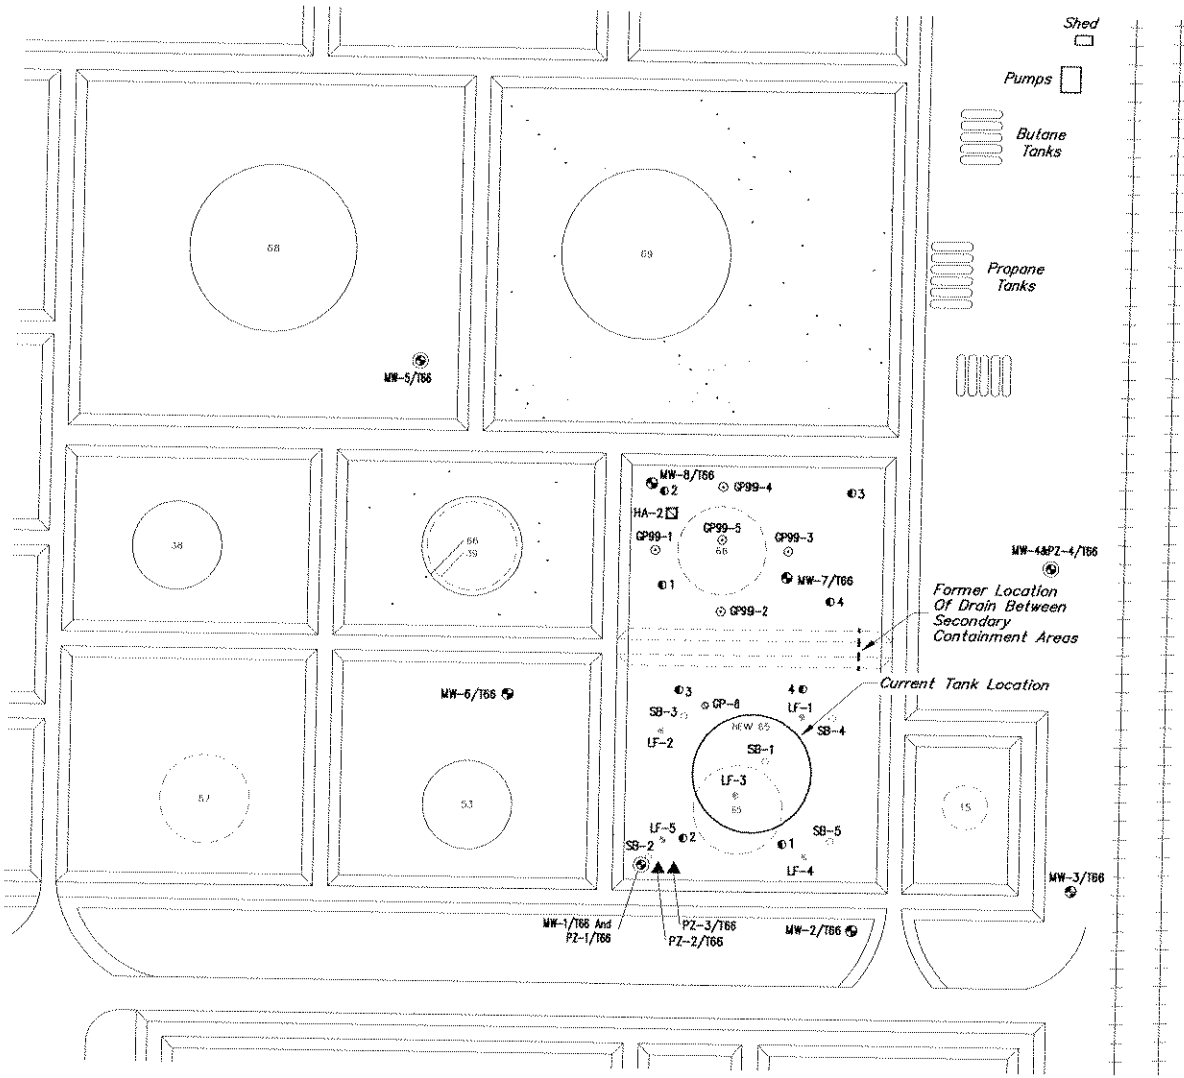 Shed
Pumps
Butane
Tanks
68
69
Propane
Tanks
MW-5/T66
MW-8/T66
2
GP99-4
3
HA-2
GP99-1
GP99-5
GP99-3
38
66
39
66
MW-4&PZ-4/T66
1
MW-7/T66
4
GP99-2
Former Location
Of Drain Between
Secondary
Containment Areas
Current Tank Location
MW-6/T66
3
4
SB-3
GP-6
LF-1
SB-4
LF-2
NEW 65
SB-1
LF-3
65
67
53
15
LF-5
2
1
SB-5
SB-2
LF-4
MW-3/T66
MW-1/T66 And
PZ-1/T66
PZ-3/T66
PZ-2/T66
MW-2/T66